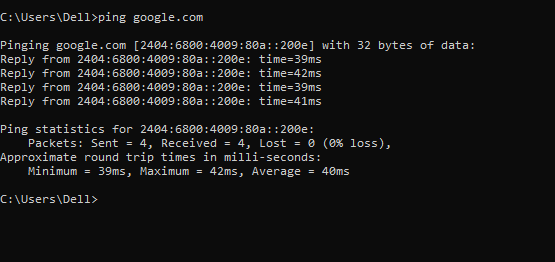 C:\Users\Dell>ping google.com
Pinging google.com [2404:6800:4009:80a::200e] with 32 bytes of data:
Reply from 2404:6800:4009:80a::200e: time=39ms
Reply from 2404:6800:4009:80a::200e: time=42ms
Reply from 2404:6800:4009:80a::200e: time=39ms
Reply from 2404:6800:4009:80a::200e: time=41ms
Ping statistics for 2404:6800:4009:80a::200e:
    Packets: Sent = 4, Received = 4, Lost = 0 (0% loss),
Approximate round trip times in milli-seconds:
    Minimum = 39ms, Maximum = 42ms, Average = 40ms
C:\Users\Dell>